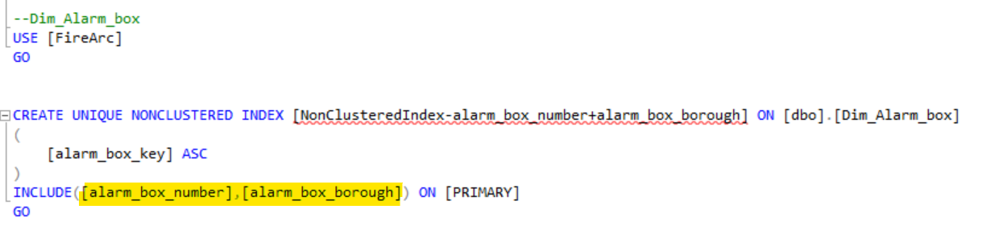 --Dim_Alarm_box
USE [FireArc]
GO
CREATE UNIQUE NONCLUSTERED INDEX [NonClusteredIndex-alarm_box_number+alarm_box_borough] ON [dbo].[Dim_Alarm_box]
(
[alarm_box_key] ASC
)
INCLUDE([alarm_box_number],[alarm_box_borough]) ON [PRIMARY]
GO